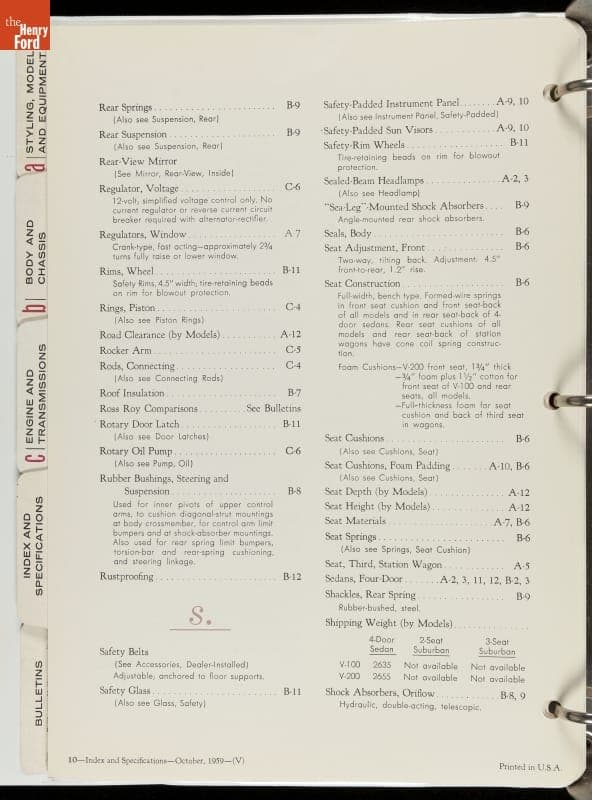 the
Henry
Ford
a STYLING, MODEL
AND EQUIPMENT
b BODY AND
CHASSIS
c ENGINE AND
TRANSMISSIONS
INDEX AND
SPECIFICATIONS
BULLETINS
Rear Springs . . . . . . . . . . B-9
(Also see Suspension, Rear)
Rear Suspension . . . . . . . . . . B-9
(Also see Suspension, Rear)
Rear-View Mirror
(See Mirror, Rear-View, Inside)
Regulator, Voltage . . . . . . . . . . C-6
12-volt, simplified voltage control only. No
current regulator or reverse current circuit
breaker required with alternator-rectifier.
Regulators, Window . . . . . . . . . . A-7
Crank-type, fast acting—approximately 2¾
turns fully raise or lower window.
Rims, Wheel . . . . . . . . . . B-11
Safety Rims, 4.5" width; tire-retaining beads
on rim for blowout protection.
Rings, Piston . . . . . . . . . . C-4
(Also see Piston Rings)
Road Clearance (by Models) . . . . . . . . . . A-12
Rocker Arm . . . . . . . . . . C-5
Rods, Connecting . . . . . . . . . . C-4
(Also see Connecting Rods)
Roof Insulation . . . . . . . . . . B-7
Ross Roy Comparisons . . . . . . . . . . See Bulletins
Rotary Door Latch . . . . . . . . . . B-11
(Also see Door Latches)
Rotary Oil Pump . . . . . . . . . . C-6
(Also see Pump, Oil)
Rubber Bushings, Steering and
Suspension . . . . . . . . . . B-8
Used for inner pivots of upper control
arms, to cushion diagonal-strut mountings
at body crossmember, for control arm limit
bumpers and at shock-absorber mountings.
Also used for rear spring limit bumpers,
torsion-bar and rear-spring cushioning,
and steering linkage.
Rustproofing . . . . . . . . . . B-12
s.
Safety Belts
(See Accessories, Dealer-Installed)
Adjustable; anchored to floor supports.
Safety Glass . . . . . . . . . . B-11
(Also see Glass, Safety)
Safety-Padded Instrument Panel . . . . . . . . A-9, 10
(Also see Instrument Panel, Safety-Padded)
Safety-Padded Sun Visors . . . . . . . . . . A-9, 10
Safety-Rim Wheels . . . . . . . . . . B-11
Tire-retaining beads on rim for blowout
protection.
Sealed-Beam Headlamps . . . . . . . . . . A-2, 3
(Also see Headlamp)
"Sea-Leg"-Mounted Shock Absorbers . . . . B-9
Angle-mounted rear shock absorbers.
Seals, Body . . . . . . . . . . B-6
Seat Adjustment, Front . . . . . . . . . . B-6
Two-way, tilting back. Adjustment: 4.5"
front-to-rear, 1.2" rise.
Seat Construction . . . . . . . . . . B-6
Full-width, bench type. Formed-wire springs
in front seat cushion and front seat-back
of all models and in rear seat-back of 4-
door sedans. Rear seat cushions of all
models and rear seat-back of station
wagons have cone coil spring construc-
tion.
Foam Cushions—V-200 front seat, 1¾" thick
—¾" foam plus 1½" cotton for
front seat of V-100 and rear
seats, all models.
—Full-thickness foam for seat
cushion and back of third seat
in wagons.
Seat Cushions . . . . . . . . . . B-6
(Also see Cushions, Seat)
Seat Cushions, Foam Padding . . . . . . . A-10, B-6
(Also see Cushions, Seat)
Seat Depth (by Models) . . . . . . . . . . A-12
Seat Height (by Models) . . . . . . . . . . A-12
Seat Materials . . . . . . . . . . A-7, B-6
Seat Springs . . . . . . . . . . B-6
(Also see Springs, Seat Cushion)
Seat, Third, Station Wagon . . . . . . . . . . A-5
Sedans, Four-Door . . . . . . . A-2, 3, 11, 12, B-2, 3
Shackles, Rear Spring . . . . . . . . . . B-9
Rubber-bushed, steel.
Shipping Weight (by Models) . . . . . . . . . .
4-Door 2-Seat 3-Seat
Sedan Suburban Suburban
V-100 2635 Not available Not available
V-200 2655 Not available Not available
Shock Absorbers, Oriflow . . . . . . . . . . B-8, 9
Hydraulic, double-acting, telescopic.
10—Index and Specifications—October, 1959—(V)
Printed in U.S.A.